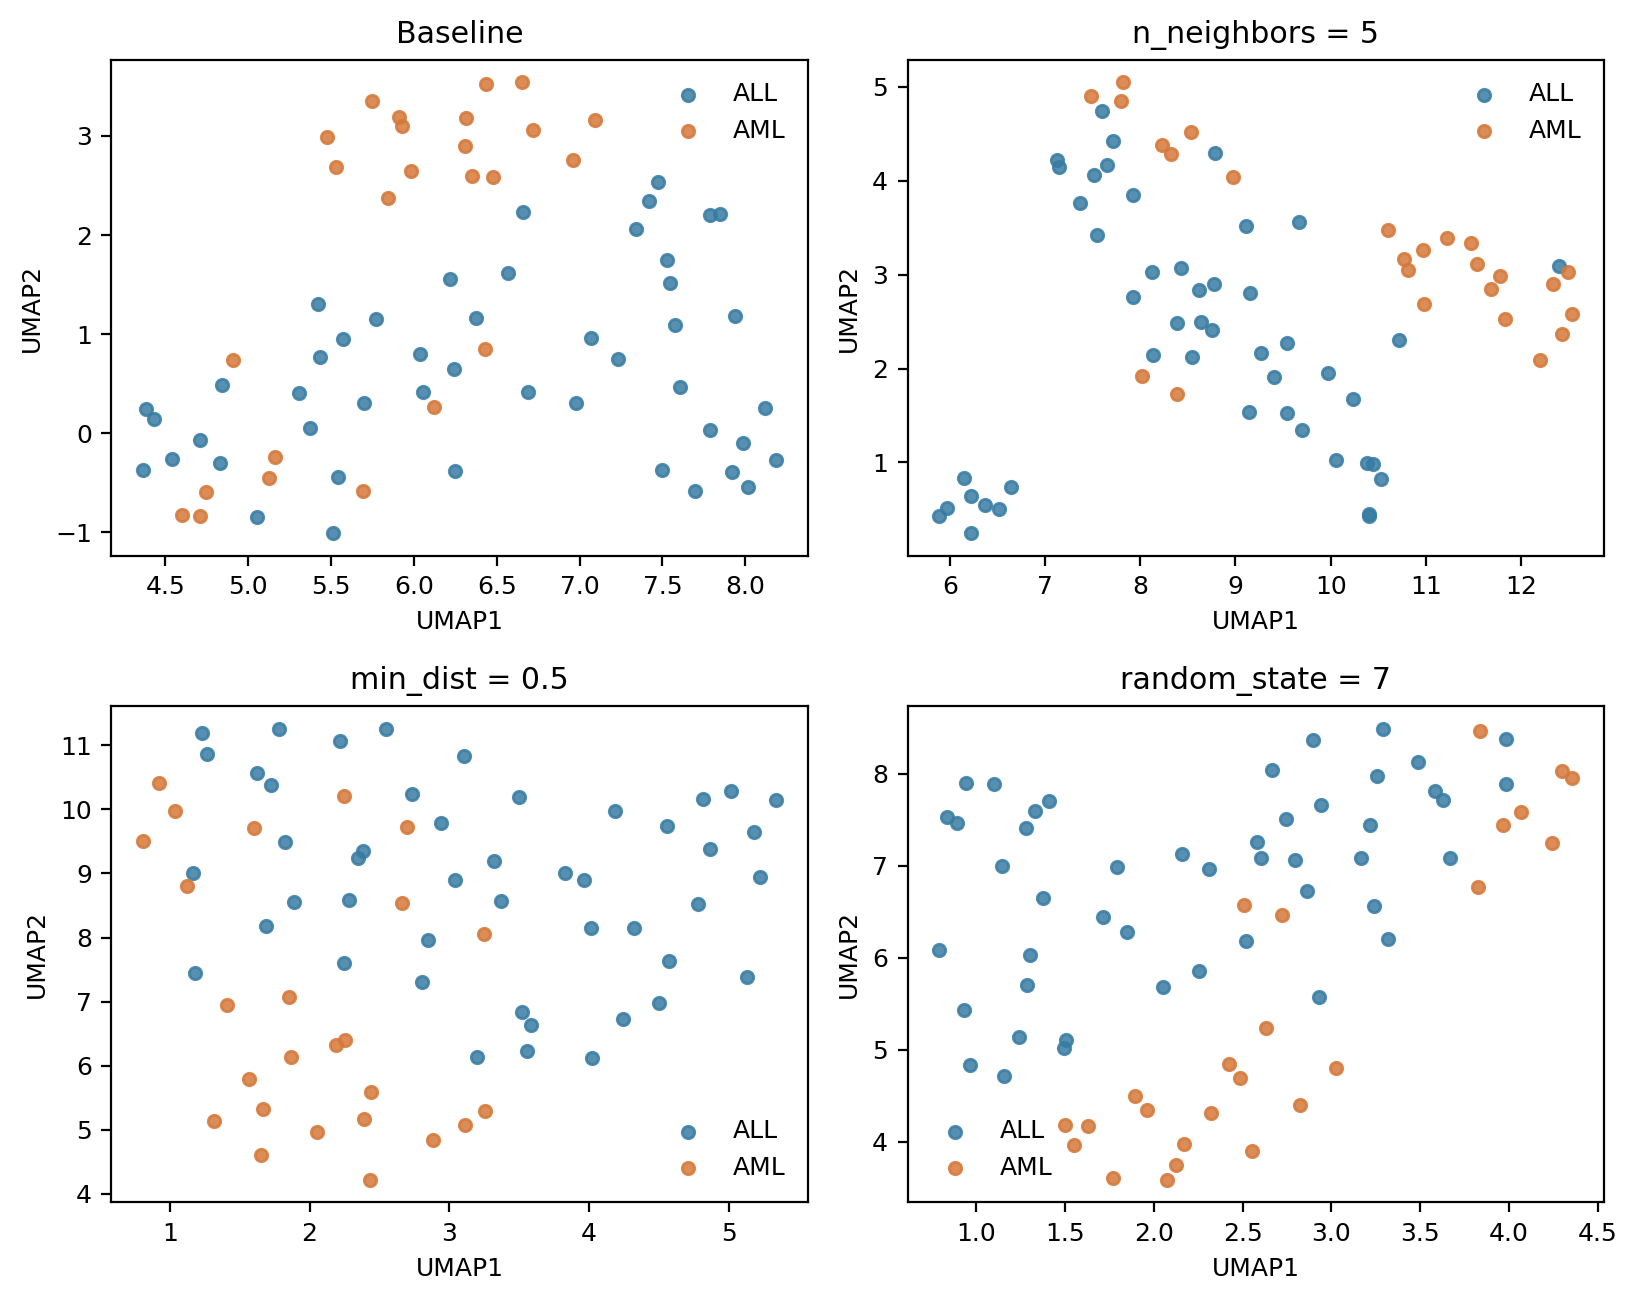 Baseline
ALL
AML
3
2
1
0
−1
UMAP2
4.5 5.0 5.5 6.0 6.5 7.0 7.5 8.0
UMAP1
n_neighbors = 5
ALL
AML
5
4
3
2
1
UMAP2
6 7 8 9 10 11 12
UMAP1
min_dist = 0.5
11
10
9
8
7
6
5
4
UMAP2
ALL
AML
1 2 3 4 5
UMAP1
random_state = 7
8
7
6
5
4
UMAP2
ALL
AML
1.0 1.5 2.0 2.5 3.0 3.5 4.0 4.5
UMAP1